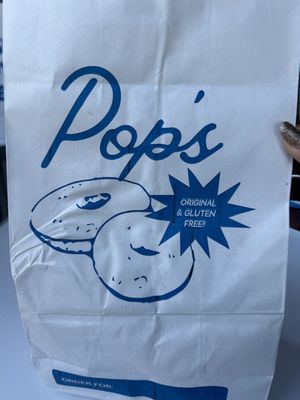 Pop's
ORIGINAL
& GLUTEN
FREE!!
ORDER FOR: